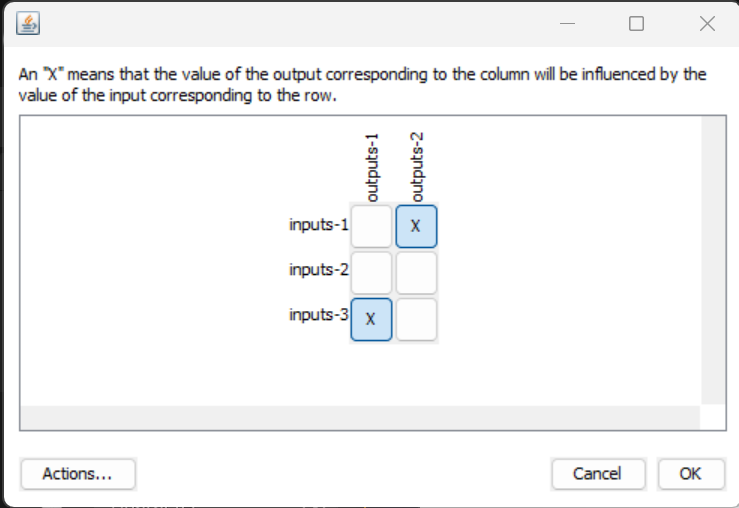 An "X" means that the value of the output corresponding to the column will be influenced by the
value of the input corresponding to the row.
outputs-1
outputs-2
inputs-1
X
inputs-2
inputs-3
X
Actions...
Cancel
OK